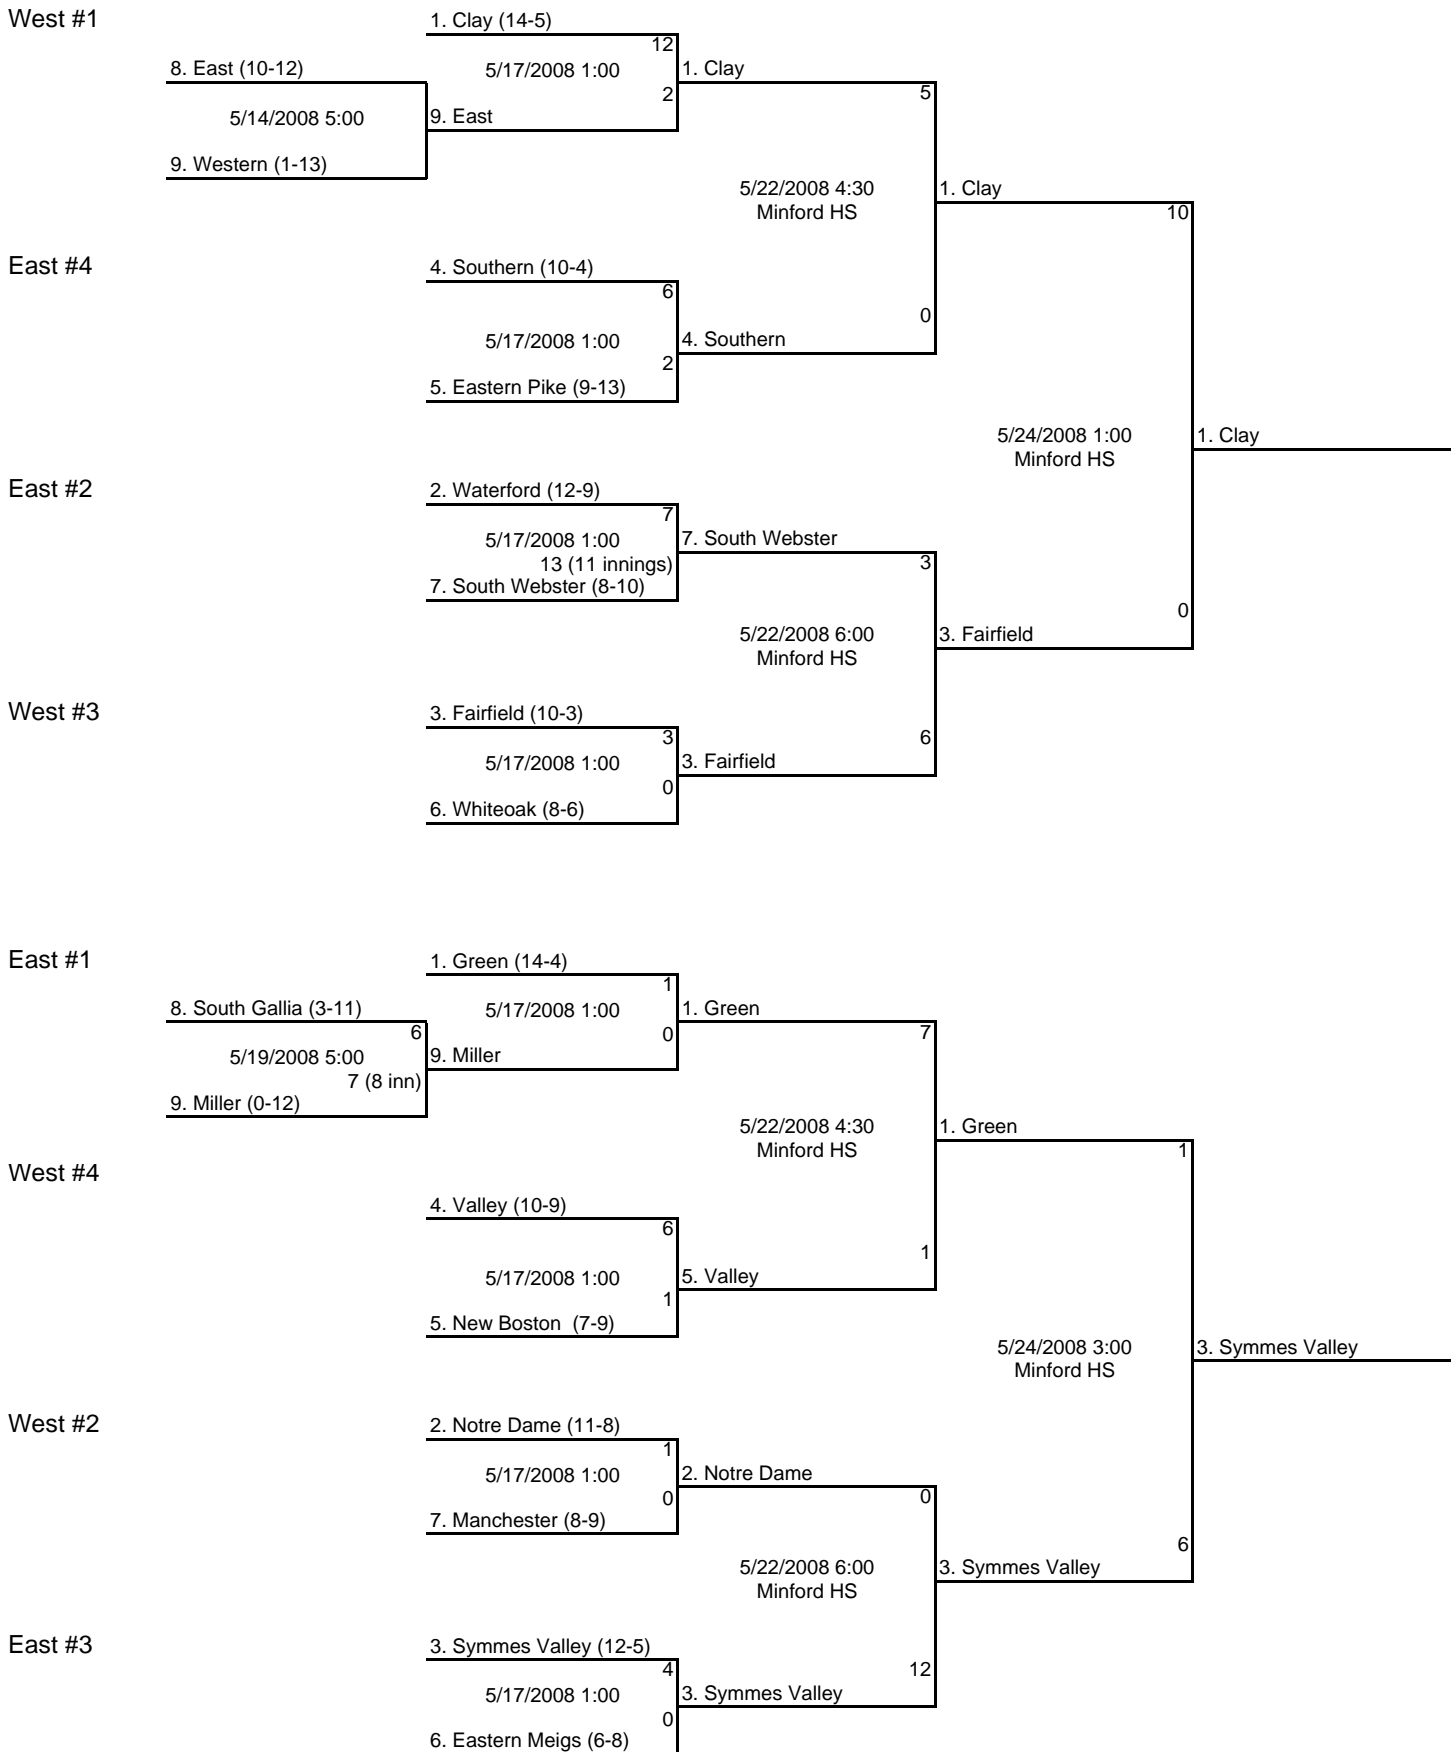 West #1
1. Clay (14-5)
12
8. East (10-12)
5/17/2008 1:00
1. Clay
2
5
5/14/2008 5:00
9. East
9. Western (1-13)
5/22/2008 4:30
Minford HS
1. Clay
10
East #4
4. Southern (10-4)
6
0
5/17/2008 1:00
4. Southern
2
5. Eastern Pike (9-13)
5/24/2008 1:00
Minford HS
1. Clay
East #2
2. Waterford (12-9)
7
5/17/2008 1:00
7. South Webster
13 (11 innings)
3
7. South Webster (8-10)
0
5/22/2008 6:00
Minford HS
3. Fairfield
West #3
3. Fairfield (10-3)
3
6
5/17/2008 1:00
3. Fairfield
0
6. Whiteoak (8-6)
East #1
1. Green (14-4)
1
8. South Gallia (3-11)
5/17/2008 1:00
1. Green
6
0
7
5/19/2008 5:00
9. Miller
7 (8 inn)
9. Miller (0-12)
5/22/2008 4:30
Minford HS
1. Green
1
West #4
4. Valley (10-9)
6
1
5/17/2008 1:00
5. Valley
1
5. New Boston  (7-9)
5/24/2008 3:00
Minford HS
3. Symmes Valley
West #2
2. Notre Dame (11-8)
1
5/17/2008 1:00
2. Notre Dame
0
0
7. Manchester (8-9)
6
5/22/2008 6:00
Minford HS
3. Symmes Valley
East #3
3. Symmes Valley (12-5)
4
12
5/17/2008 1:00
3. Symmes Valley
0
6. Eastern Meigs (6-8)